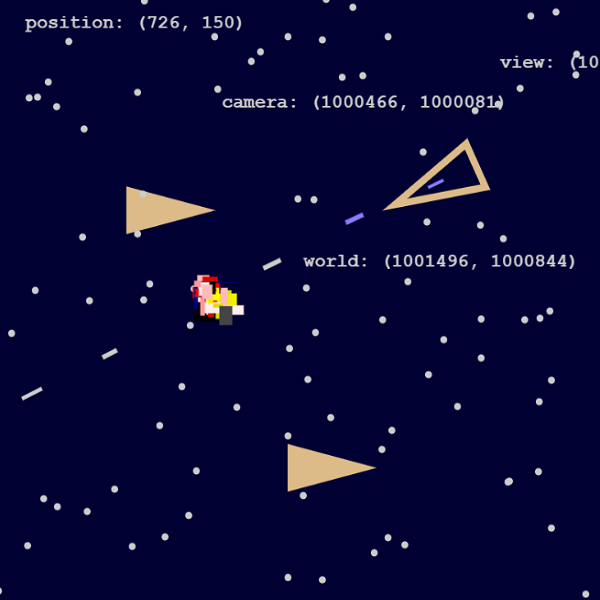 position: (726, 150)
view: (10
camera: (1000466, 1000081)
world: (1001496, 1000844)